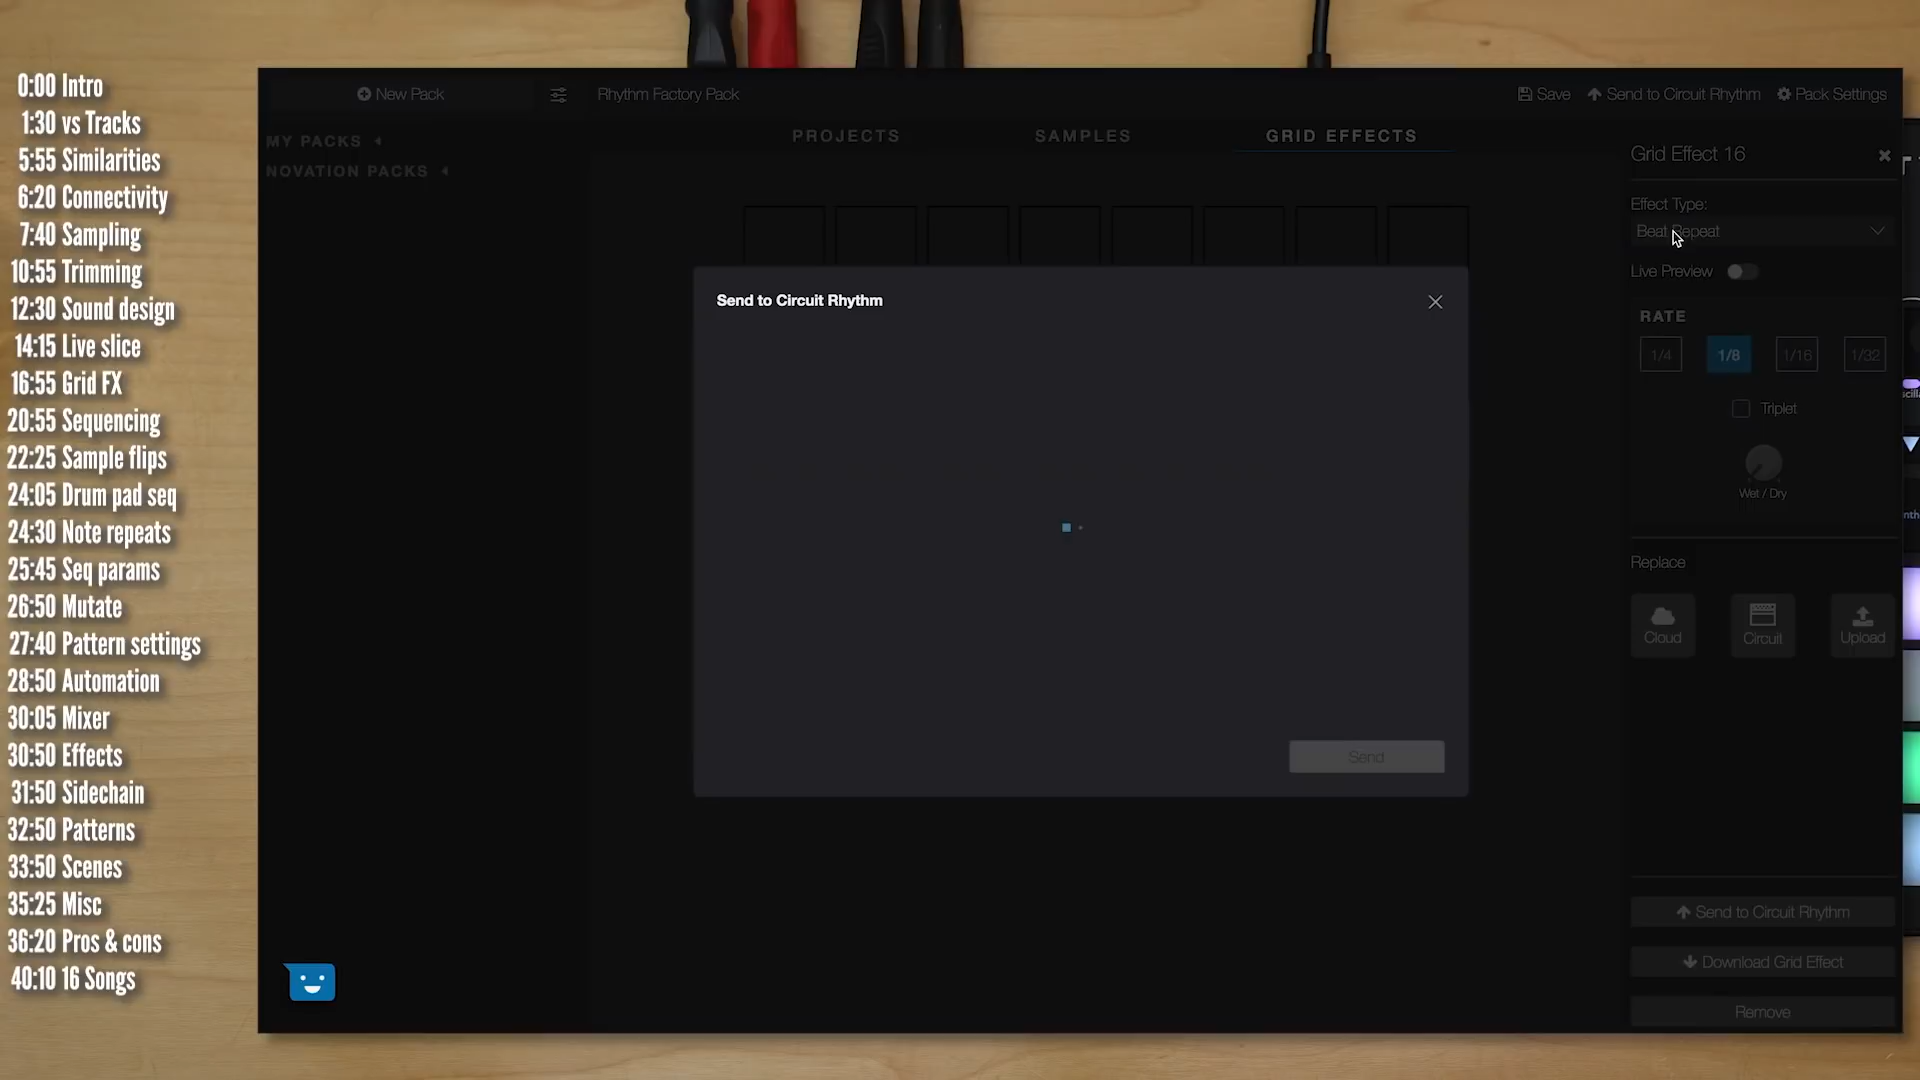 0:00 Intro
1:30 vs Tracks
5:55 Similarities
6:20 Connectivity
7:40 Sampling
10:55 Trimming
12:30 Sound design
14:15 Live slice
16:55 Grid FX
20:55 Sequencing
22:25 Sample flips
24:05 Drum pad seq
24:30 Note repeats
25:45 Seq params
26:50 Mutate
27:40 Pattern settings
28:50 Automation
30:05 Mixer
30:50 Effects
31:50 Sidechain
32:50 Patterns
33:50 Scenes
35:25 Misc
36:20 Pros & cons
40:10 16 Songs
New Pack
Rhythm Factory Pack
Save
Send to Circuit Rhythm
Pack Settings
MY PACKS
NOVATION PACKS
PROJECTS
SAMPLES
GRID EFFECTS
Send to Circuit Rhythm
Send
Grid Effect 16
Effect Type:
Beat Repeat
Live Preview
RATE
1/4
1/8
1/16
1/32
Triplet
Wet / Dry
Replace
Cloud
Circuit
Upload
Send to Circuit Rhythm
Download Grid Effect
Remove